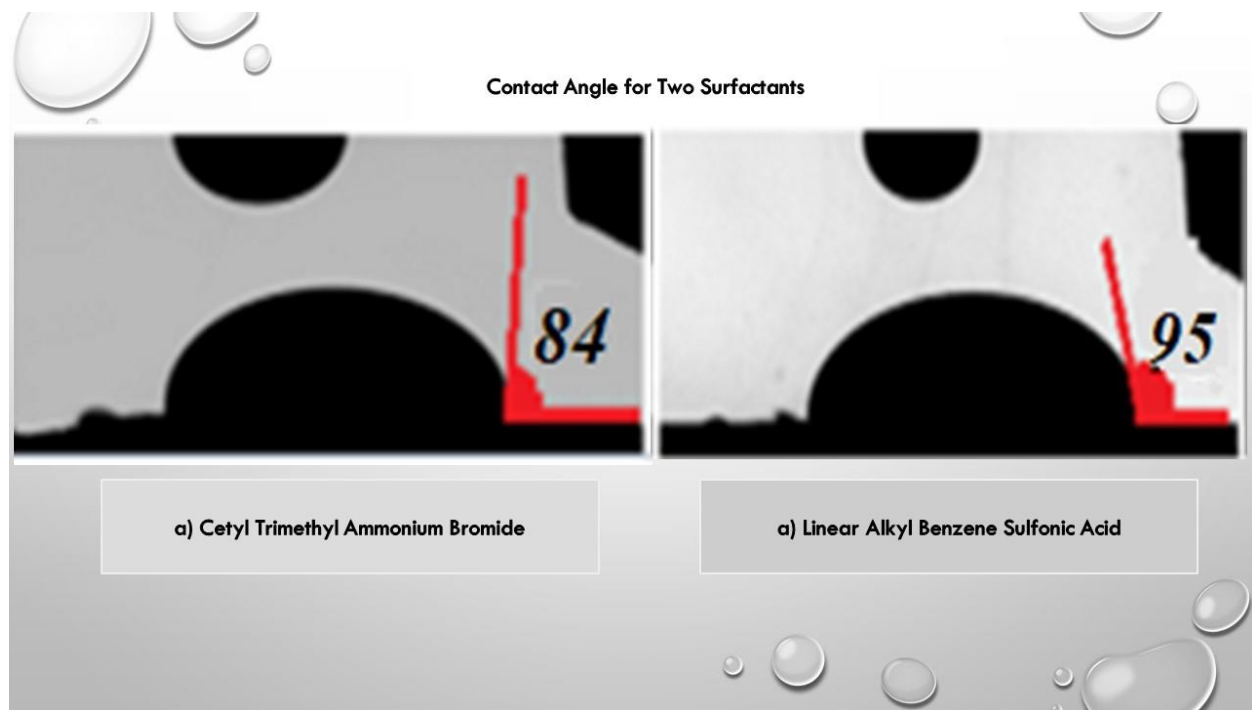 Contact Angle for Two Surfactants
84
95
a) Cetyl Trimethyl Ammonium Bromide
a) Linear Alkyl Benzene Sulfonic Acid